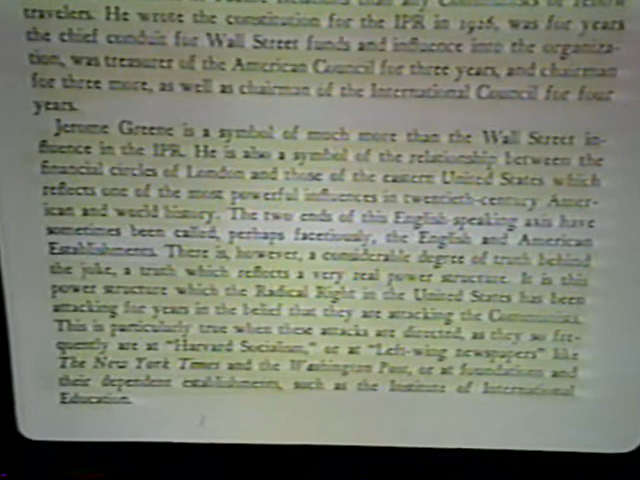 travelers. He wrote the constitution for the IPR in 1926, was for years
the chief conduit for Wall Street funds and influence into the organiza-
tion, was treasurer of the American Council for three years, and chairman
for three more, as well as chairman of the International Council for four
years.
Jerome Greene is a symbol of much more than the Wall Street in-
fluence in the IPR. He is also a symbol of the relationship between the
financial circles of London and those of the eastern United States which
reflects one of the most powerful influences in twentieth-century Amer-
ican and world history. The two ends of this English-speaking axis have
sometimes been called, perhaps facetiously, the English and American
Establishments. There is, however, a considerable degree of truth behind
the joke, a truth which reflects a very real power structure. It is this
power structure which the Radical Right in the United States has been
attacking for years in the belief that they are attacking the Communists.
This is particularly true when these attacks are directed, as they so fre-
quently are at "Harvard Socialism," or at "Left-wing newspapers" like
The New York Times and the Washington Post, or at foundations and
their dependent establishments, such as the Institute of International
Education.